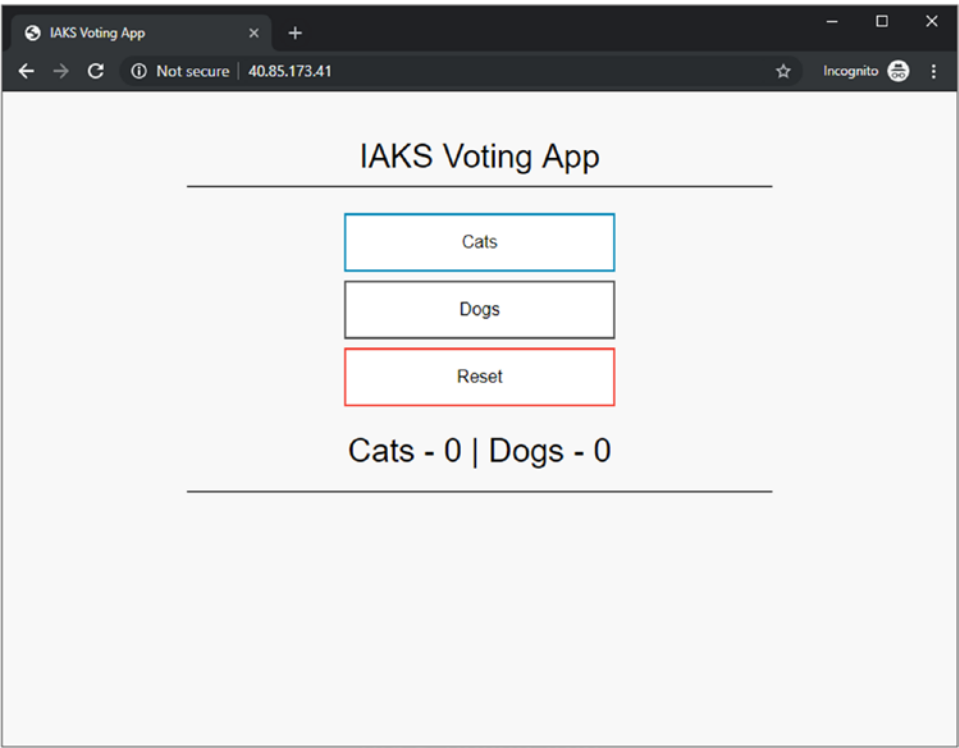 IAKS Voting App
Not secure | 40.85.173.41
Incognito
IAKS Voting App
Cats
Dogs
Reset
Cats - 0 | Dogs - 0